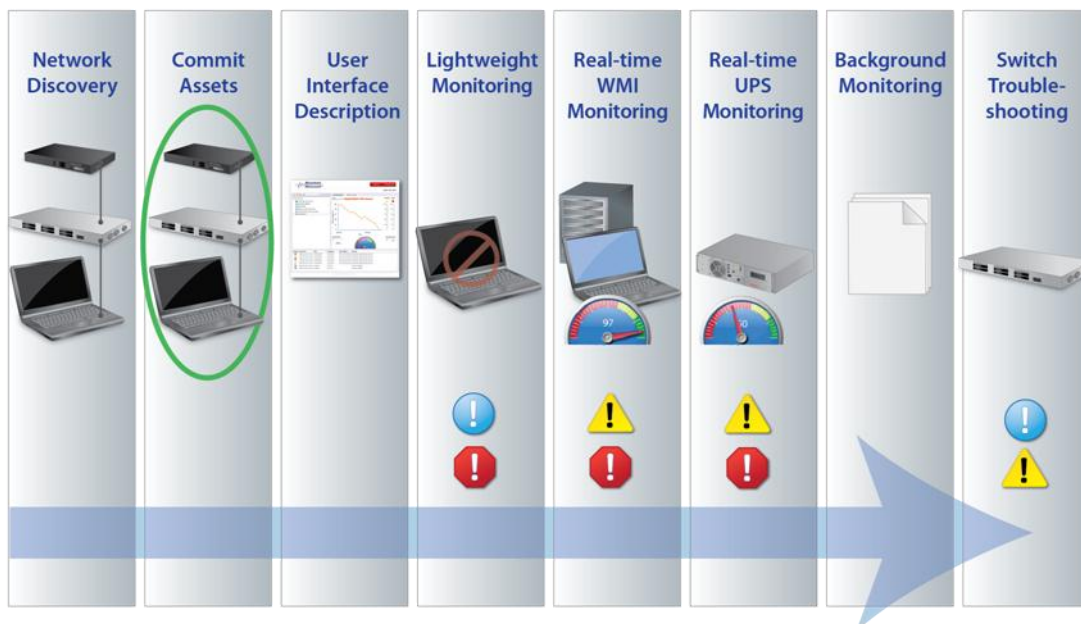 Network
Discovery
Commit
Assets
User
Interface
Description
Lightweight
Monitoring
Real-time
WMI
Monitoring
Real-time
UPS
Monitoring
Background
Monitoring
Switch
Trouble-
shooting
97